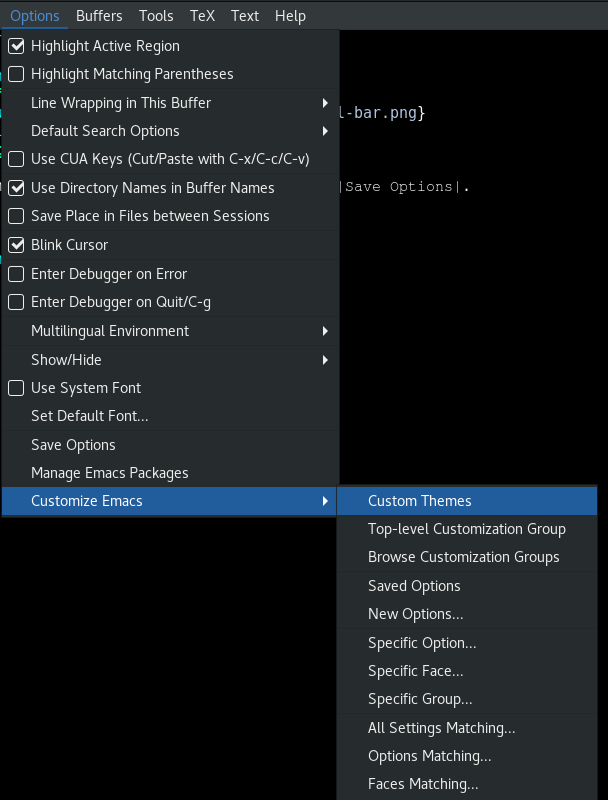 Options Buffers Tools TeX Text Help
Highlight Active Region
Highlight Matching Parentheses
Line Wrapping in This Buffer
l-bar.png}
Default Search Options
Use CUA Keys (Cut/Paste with C-x/C-c/C-v)
Use Directory Names in Buffer Names
|Save Options|.
Save Place in Files between Sessions
Blink Cursor
Enter Debugger on Error
Enter Debugger on Quit/C-g
Multilingual Environment
Show/Hide
Use System Font
Set Default Font...
Save Options
Manage Emacs Packages
Customize Emacs
Custom Themes
Top-level Customization Group
Browse Customization Groups
Saved Options
New Options...
Specific Option...
Specific Face...
Specific Group...
All Settings Matching...
Options Matching...
Faces Matching...